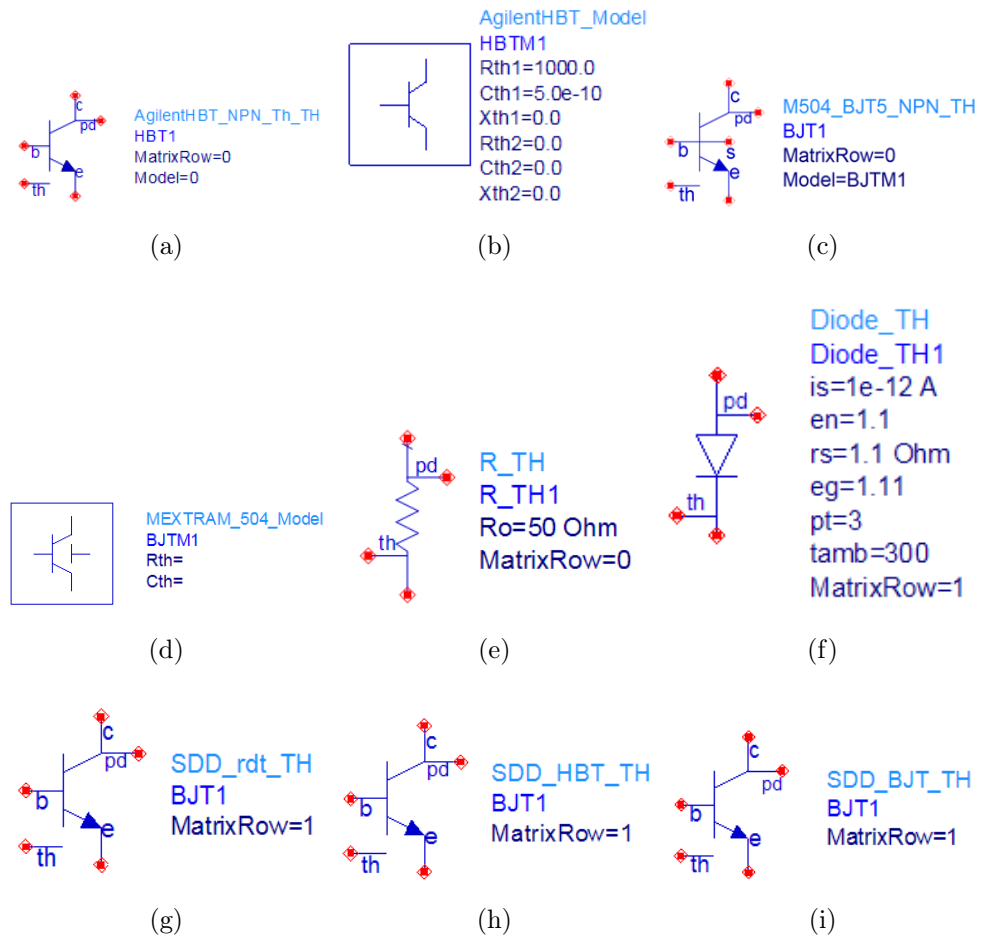 c
pd
b
e
th
AgilentHBT_NPN_Th_TH
HBT1
MatrixRow=0
Model=0
(a)
AgilentHBT_Model
HBTM1
Rth1=1000.0
Cth1=5.0e-10
Xth1=0.0
Rth2=0.0
Cth2=0.0
Xth2=0.0
(b)
c
pd
b
s
e
th
M504_BJT5_NPN_TH
BJT1
MatrixRow=0
Model=BJTM1
(c)
MEXTRAM_504_Model
BJTM1
Rth=
Cth=
(d)
pd
th
R_TH
R_TH1
Ro=50 Ohm
MatrixRow=0
(e)
pd
th
Diode_TH
Diode_TH1
is=1e-12 A
en=1.1
rs=1.1 Ohm
eg=1.11
pt=3
tamb=300
MatrixRow=1
(f)
c
pd
b
e
th
SDD_rdt_TH
BJT1
MatrixRow=1
(g)
c
pd
b
e
th
SDD_HBT_TH
BJT1
MatrixRow=1
(h)
c
pd
b
e
th
SDD_BJT_TH
BJT1
MatrixRow=1
(i)